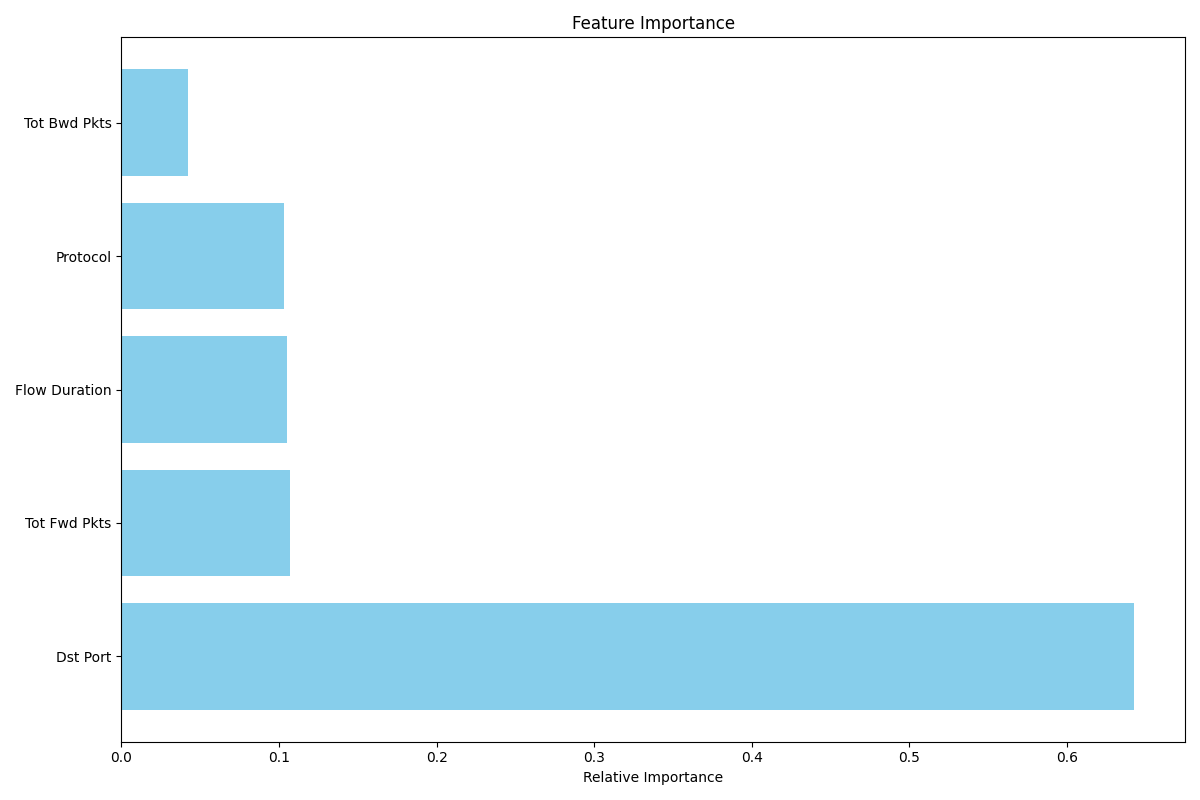 Feature Importance
Tot Bwd Pkts
Protocol
Flow Duration
Tot Fwd Pkts
Dst Port
0.0 0.1 0.2 0.3 0.4 0.5 0.6
Relative Importance